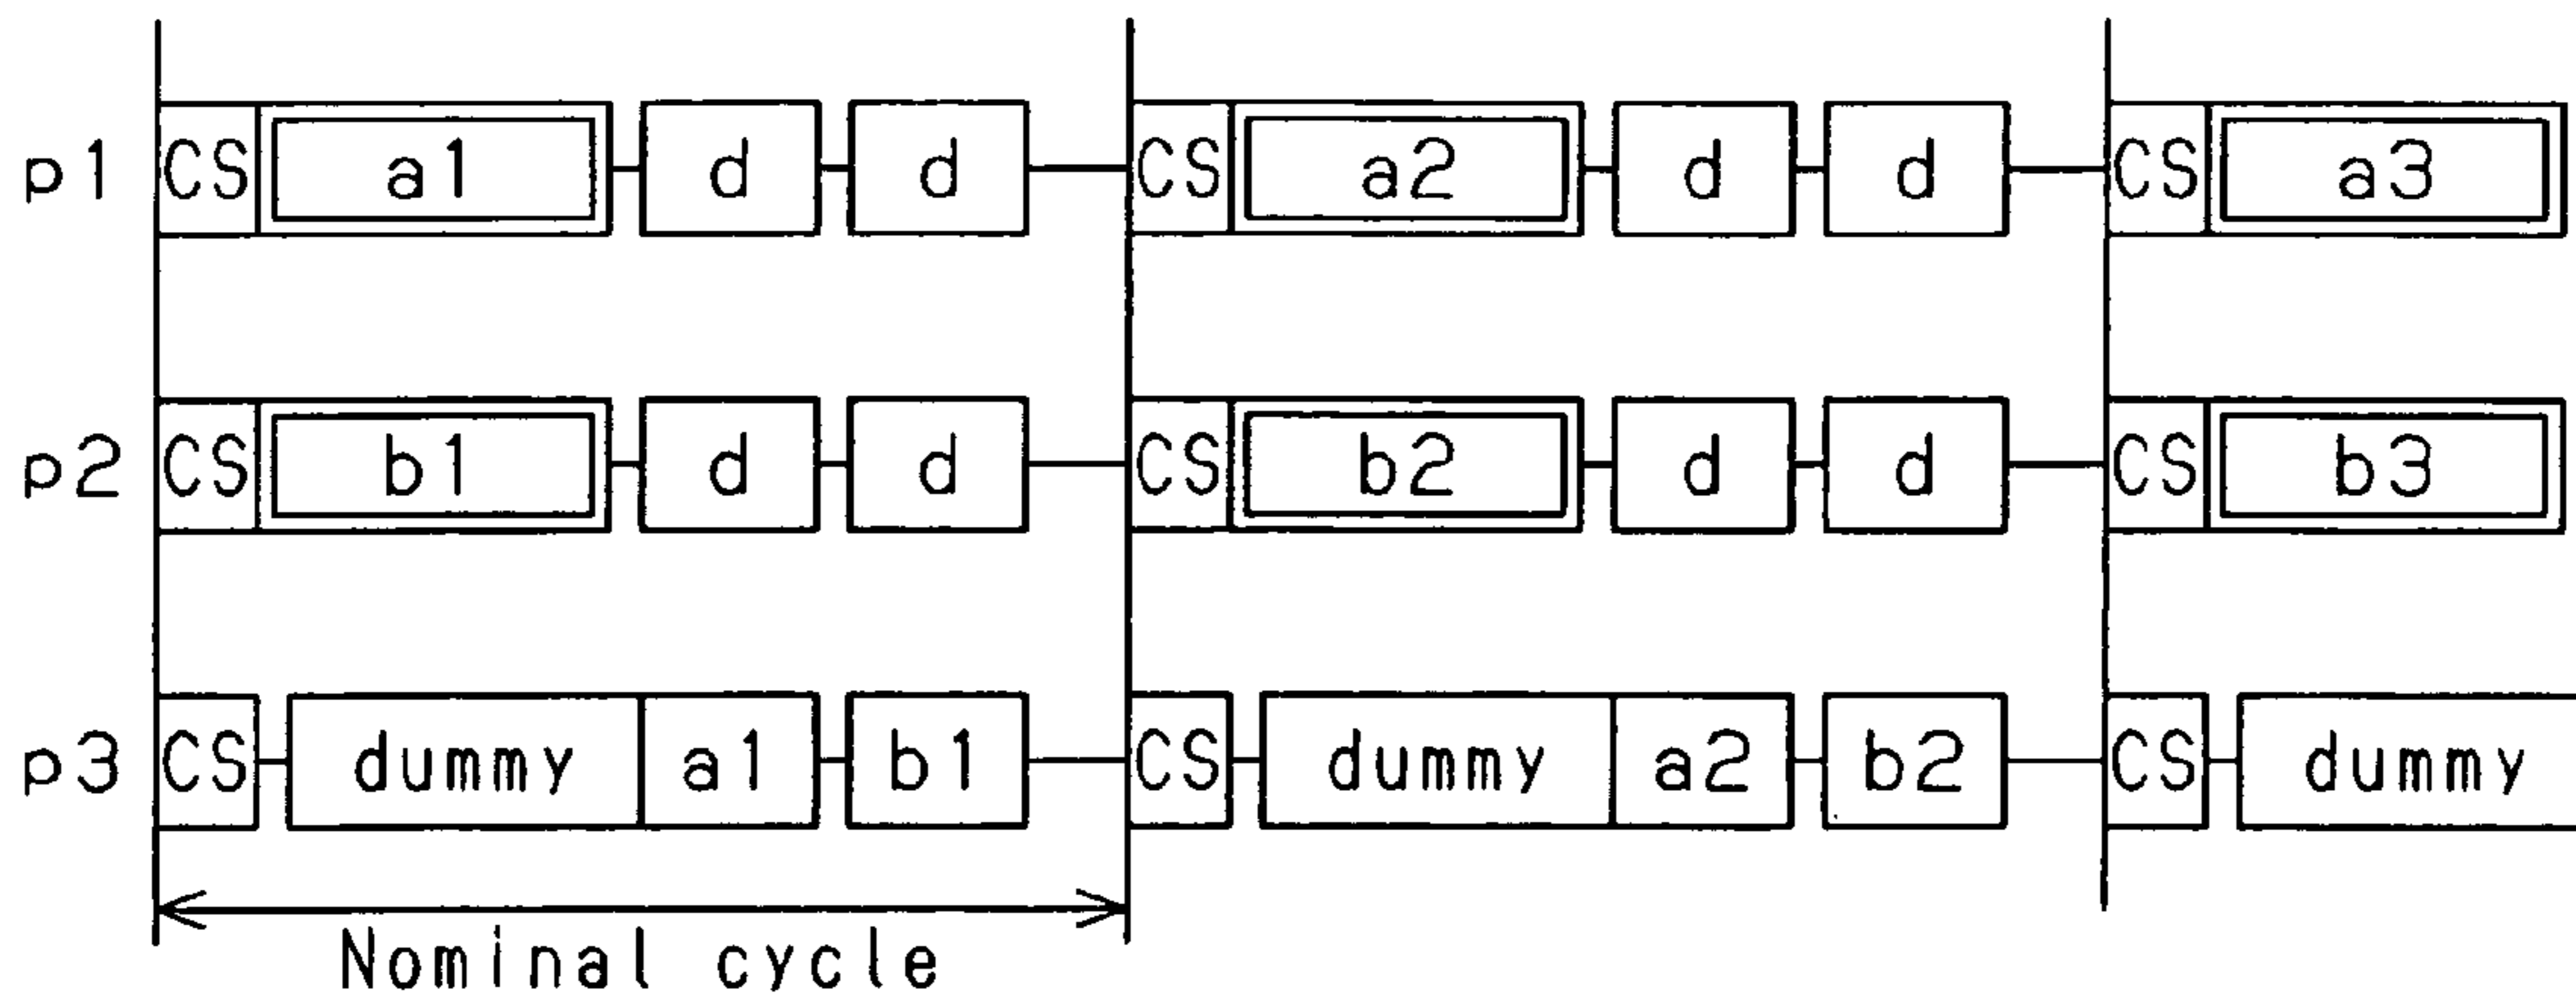 p1 CS a1 d d CS a2 d d CS a3
p2 CS b1 d d CS b2 d d CS b3
p3 CS dummy a1 b1 CS dummy a2 b2 CS dummy
Nominal cycle